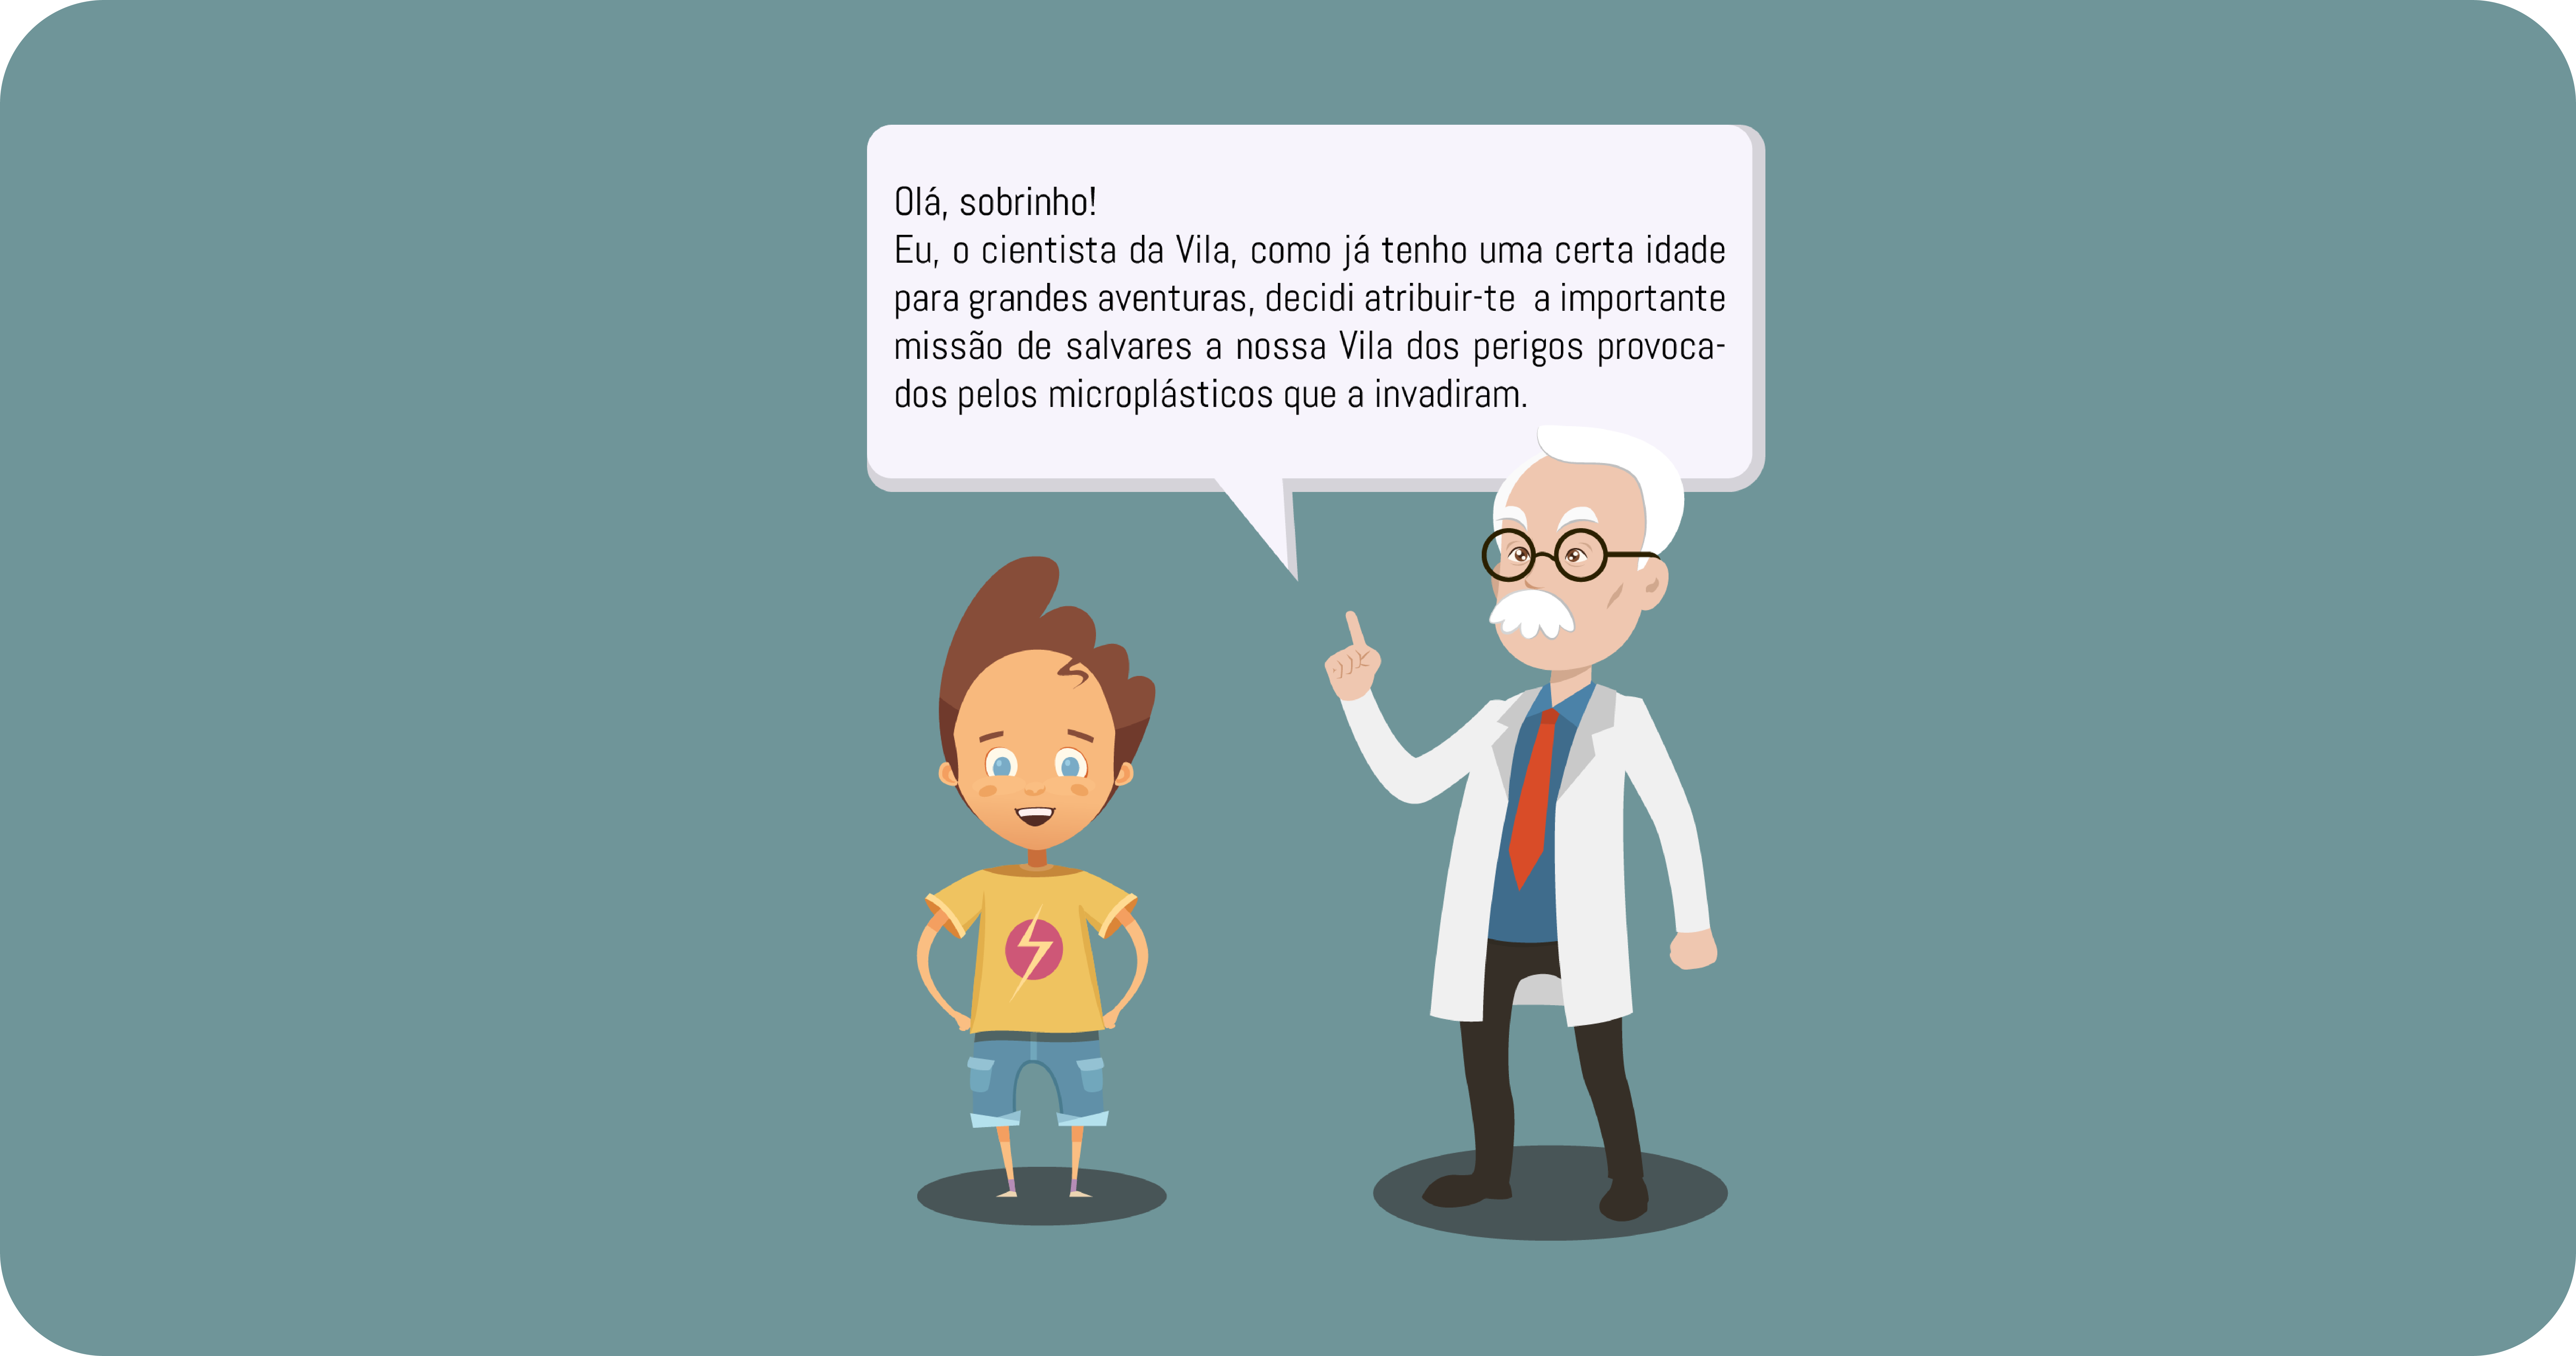 Olá, sobrinho!
Eu, o cientista da Vila, como já tenho uma certa idade
para grandes aventuras, decidi atribuir-te  a importante
missão de salvares a nossa Vila dos perigos provoca-
dos pelos microplásticos que a invadiram.